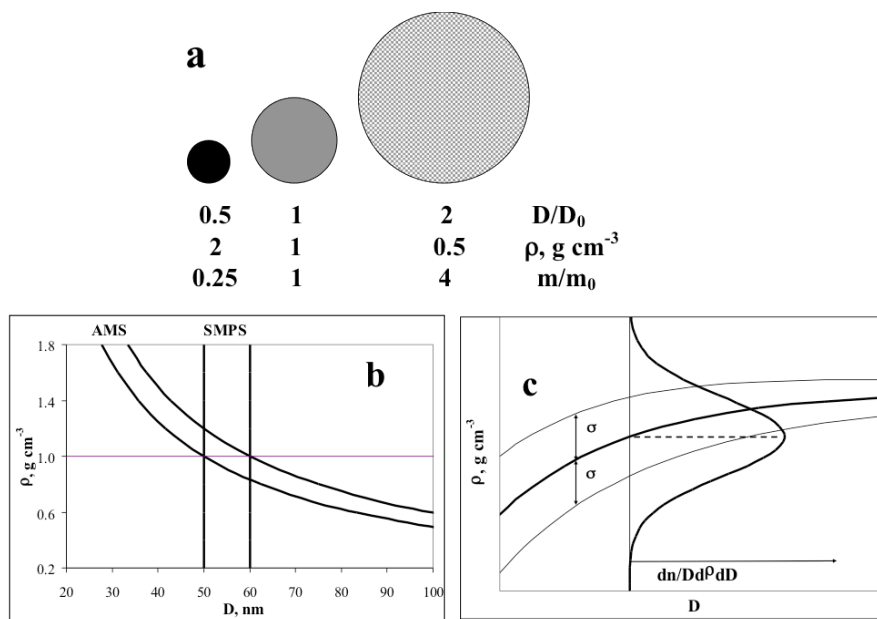 a
0.5 1 2 D/D₀
2 1 0.5 ρ, g cm⁻³
0.25 1 4 m/m₀
AMS SMPS
b
ρ, g cm⁻³
1.8
1.4
1.0
0.6
0.2
20 30 40 50 60 70 80 90 100
D, nm
c
ρ, g cm⁻³
σ
σ
dn/DdρdD
D